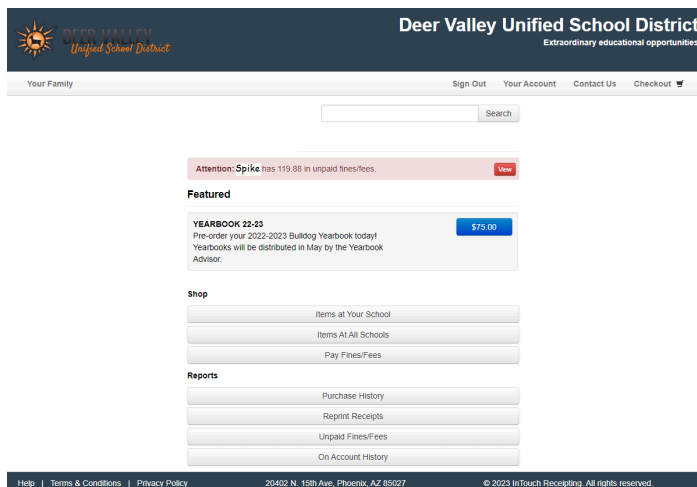 DEER VALLEY
Unified School District
Deer Valley Unified School District
Extraordinary educational opportunities
Your Family
Sign Out
Your Account
Contact Us
Checkout
Search
Attention: Spike has 119.88 in unpaid fines/fees.
View
Featured
YEARBOOK 22-23
$75.00
Pre-order your 2022-2023 Bulldog Yearbook today!
Yearbooks will be distributed in May by the Yearbook
Advisor.
Shop
Items at Your School
Items At All Schools
Pay Fines/Fees
Reports
Purchase History
Reprint Receipts
Unpaid Fines/Fees
On Account History
Help | Terms & Conditions | Privacy Policy
20402 N. 15th Ave, Phoenix, AZ 85027
© 2023 InTouch Receipting. All rights reserved.